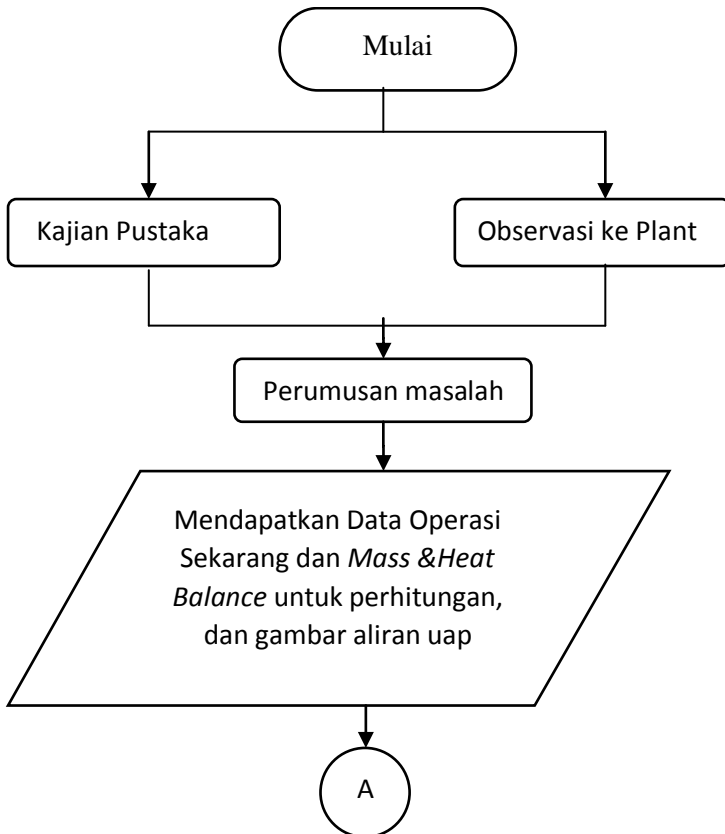 Mulai
Kajian Pustaka
Observasi ke Plant
Perumusan masalah
Mendapatkan Data Operasi
Sekarang dan Mass &Heat
Balance untuk perhitungan,
dan gambar aliran uap
A